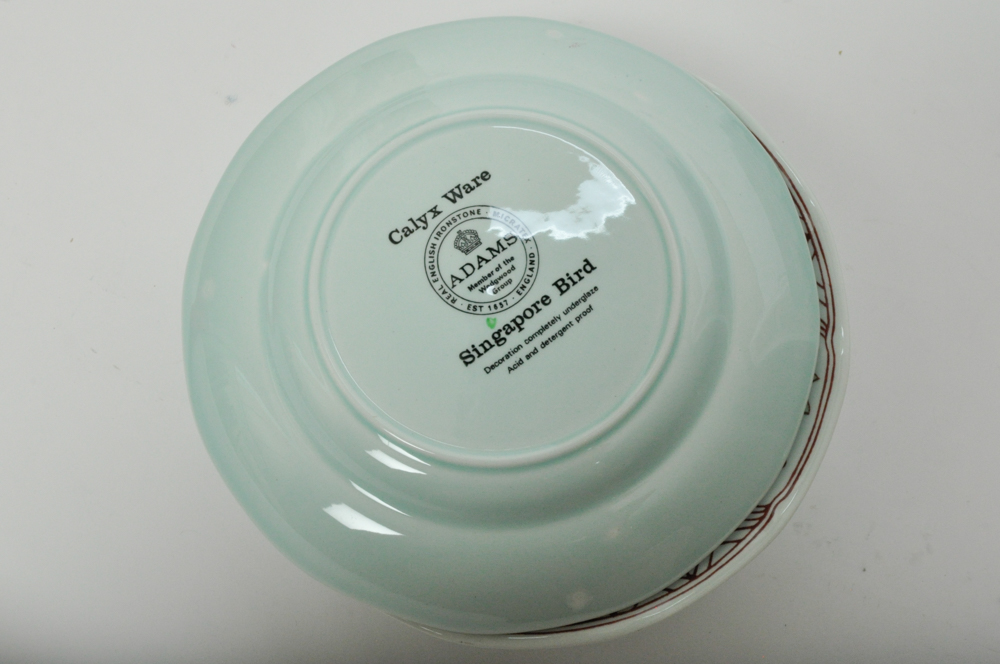 Calyx Ware
REAL ENGLISH IRONSTONE · MICRATEX · ENGLAND · EST 1657 ·
ADAMS
Member of the
Wedgwood
Group
Singapore Bird
Decoration completely underglaze
Acid and detergent proof